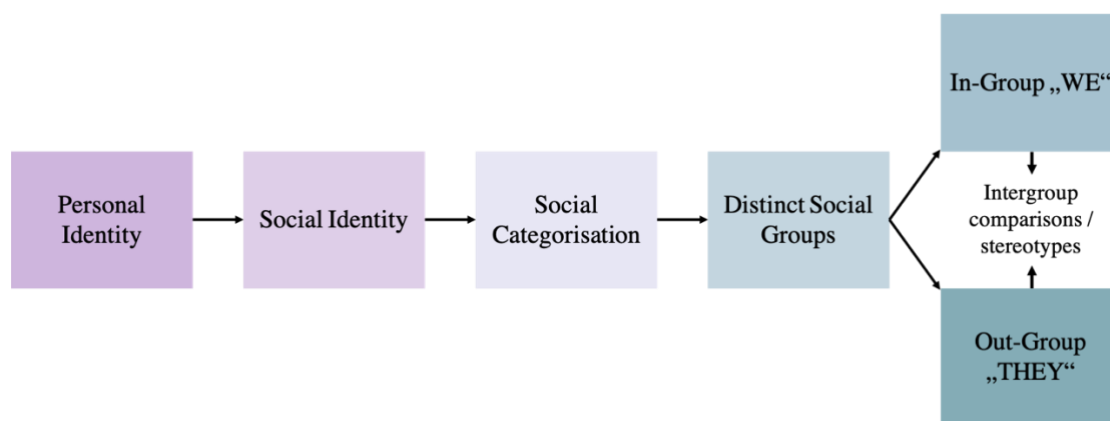 Personal
Identity
Social Identity
Social
Categorisation
Distinct Social
Groups
In-Group „WE“
Intergroup
comparisons /
stereotypes
Out-Group
„THEY“